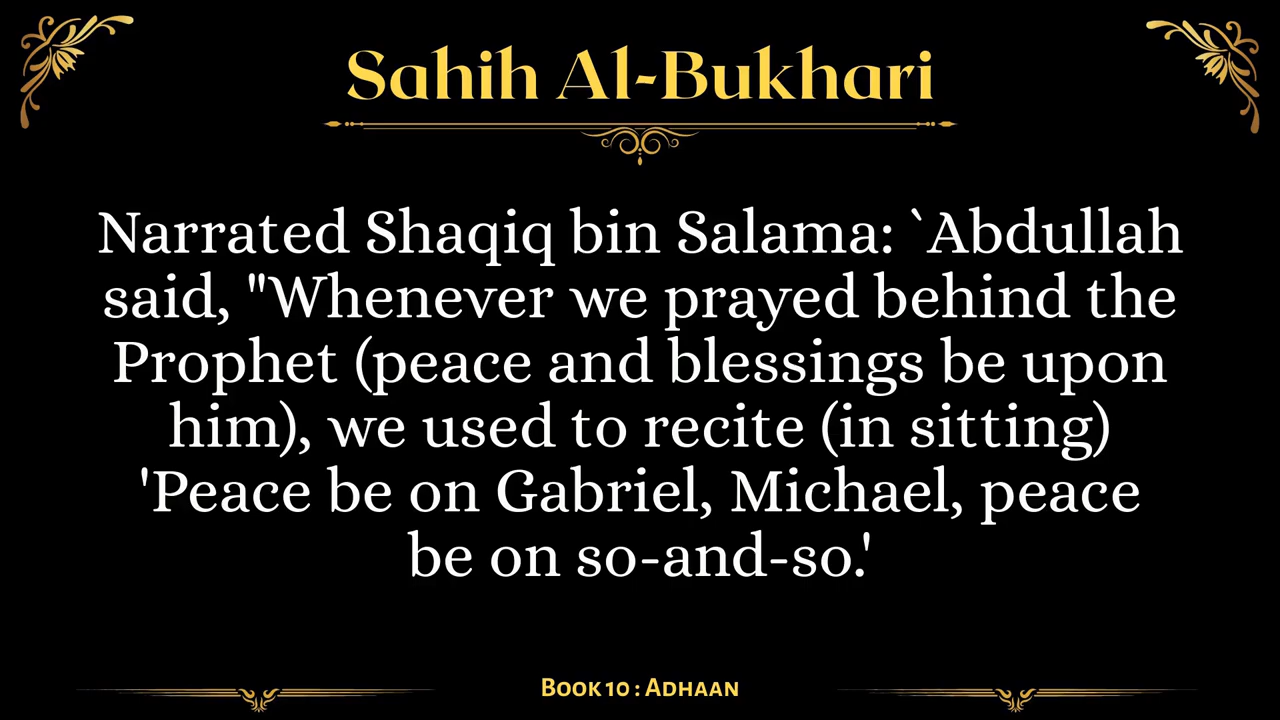 Sahih Al-Bukhari
Narrated Shaqiq bin Salama: `Abdullah
said, "Whenever we prayed behind the
Prophet (peace and blessings be upon
him), we used to recite (in sitting)
'Peace be on Gabriel, Michael, peace
be on so-and-so.'
Book 10 : Adhaan